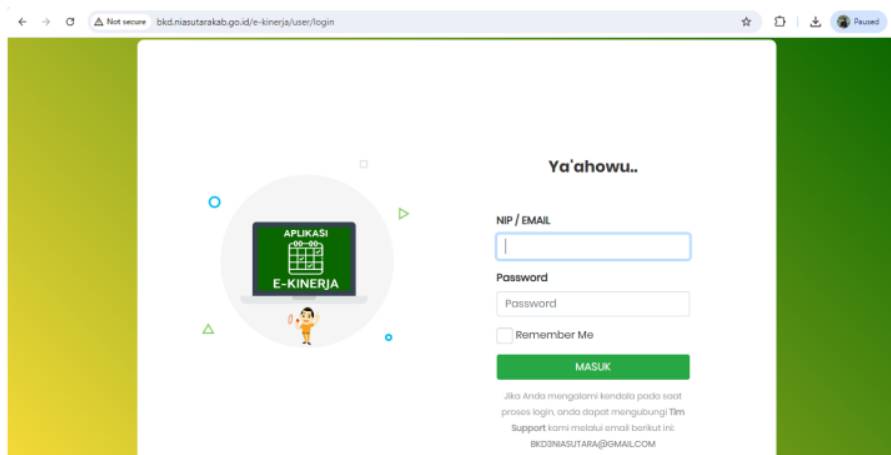 Not secure bkd.niasutarakab.go.id/e-kinerja/user/login
Paused
APLIKASI
E-KINERJA
Ya'ahowu..
NIP / EMAIL
Password
Password
Remember Me
MASUK
Jika Anda mengalami kendala pada saat
proses login, anda dapat mengubungi Tim
Support kami melalui email berikut ini:
BKD3NIASUTARA@GMAIL.COM